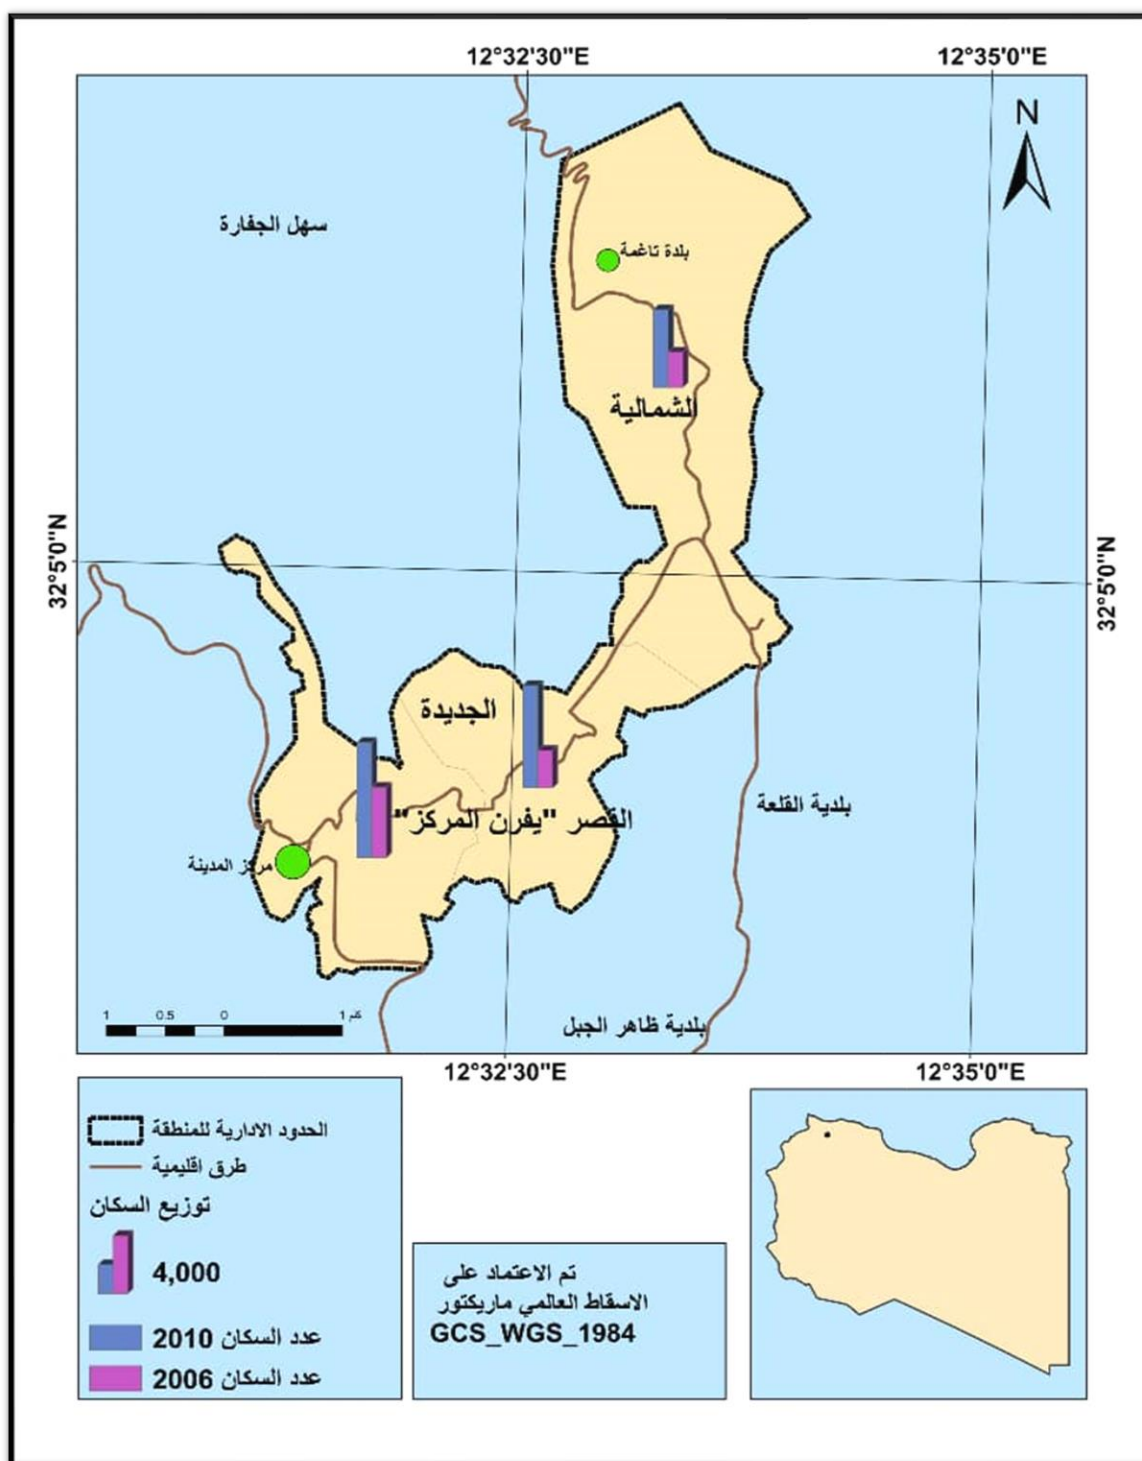 12°32'30"E
12°35'0"E
N
سهل الجفارة
بلدة تاغمة
الشمالية
32°5'0"N
32°5'0"N
الجديدة
بلدية القلعة
القصر "يفرن المركز"
مركز المدينة
1 0.5 0 1 كم
بلدية ظاهر الجبل
12°32'30"E
12°35'0"E
الحدود الادارية للمنطقة
طرق اقليمية
توزيع السكان
4,000
عدد السكان 2010
عدد السكان 2006
تم الاعتماد على
الاسقاط العالمي ماريكتور
GCS_WGS_1984